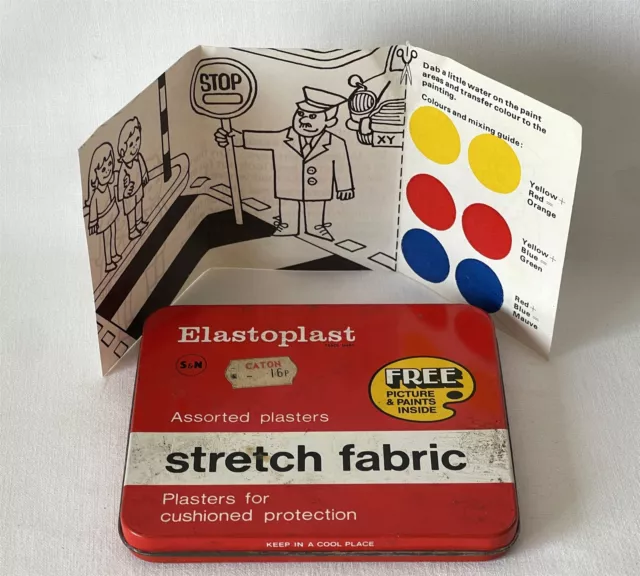 STOP
XY
Dab a little water on the paint
areas and transfer colour to the
painting.
Colours and mixing guide:
Yellow +
Red =
Orange
Yellow +
Blue =
Green
Red +
Blue =
Mauve
Elastoplast
TRADE MARK
S&N
CATON
16P
FREE
PICTURE
& PAINTS
INSIDE
Assorted plasters
stretch fabric
Plasters for
cushioned protection
KEEP IN A COOL PLACE